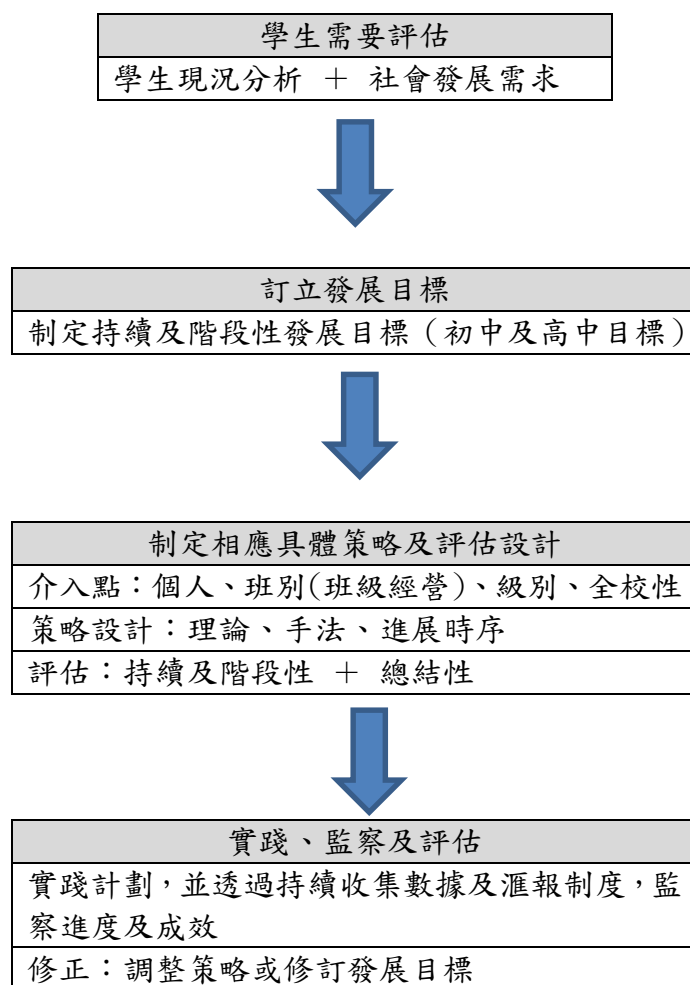 學生需要評估
學生現況分析 ＋ 社會發展需求
訂立發展目標
制定持續及階段性發展目標（初中及高中目標）
制定相應具體策略及評估設計
介入點：個人、班別(班級經營)、級別、全校性
策略設計：理論、手法、進展時序
評估：持續及階段性 ＋ 總結性
實踐、監察及評估
實踐計劃，並透過持續收集數據及滙報制度，監
察進度及成效
修正：調整策略或修訂發展目標